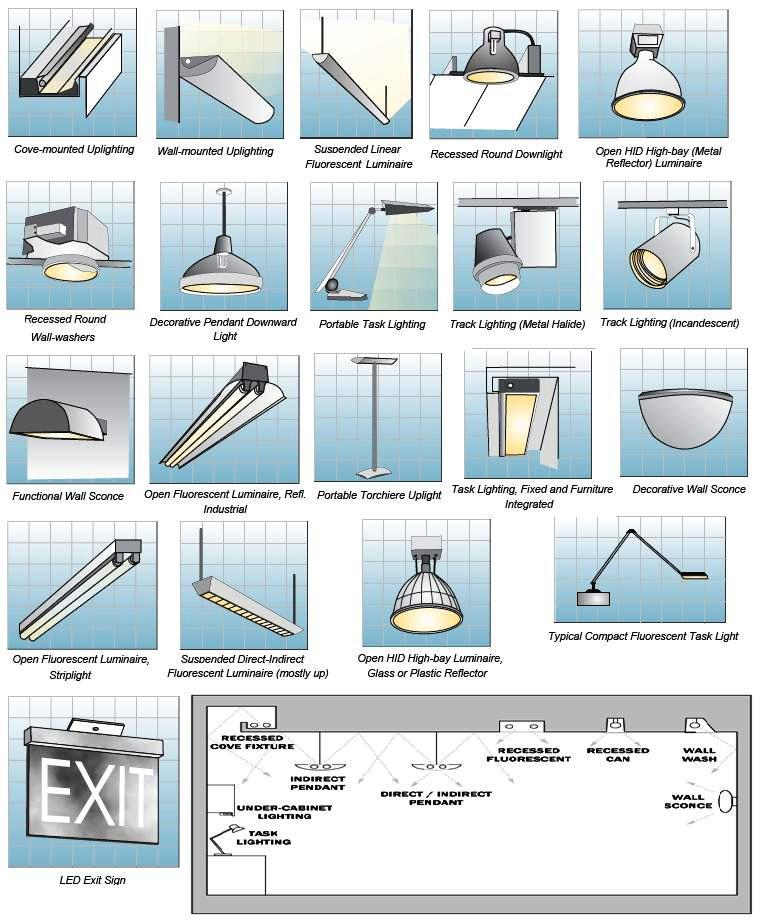 Cove-mounted Uplighting
Wall-mounted Uplighting
Suspended Linear
Fluorescent Luminaire
Recessed Round Downlight
Open HID High-bay (Metal
Reflector) Luminaire
Recessed Round
Wall-washers
Decorative Pendant Downward
Light
Portable Task Lighting
Track Lighting (Metal Halide)
Track Lighting (Incandescent)
Functional Wall Sconce
Open Fluorescent Luminaire, Refl.
Industrial
Portable Torchiere Uplight
Task Lighting, Fixed and Furniture
Integrated
Decorative Wall Sconce
Open Fluorescent Luminaire,
Striplight
Suspended Direct-Indirect
Fluorescent Luminaire (mostly up)
Open HID High-bay Luminaire,
Glass or Plastic Reflector
Typical Compact Fluorescent Task Light
EXIT
LED Exit Sign
RECESSED
COVE FIXTURE
INDIRECT
PENDANT
DIRECT / INDIRECT
PENDANT
RECESSED
FLUORESCENT
RECESSED
CAN
WALL
WASH
UNDER-CABINET
LIGHTING
TASK
LIGHTING
WALL
SCONCE